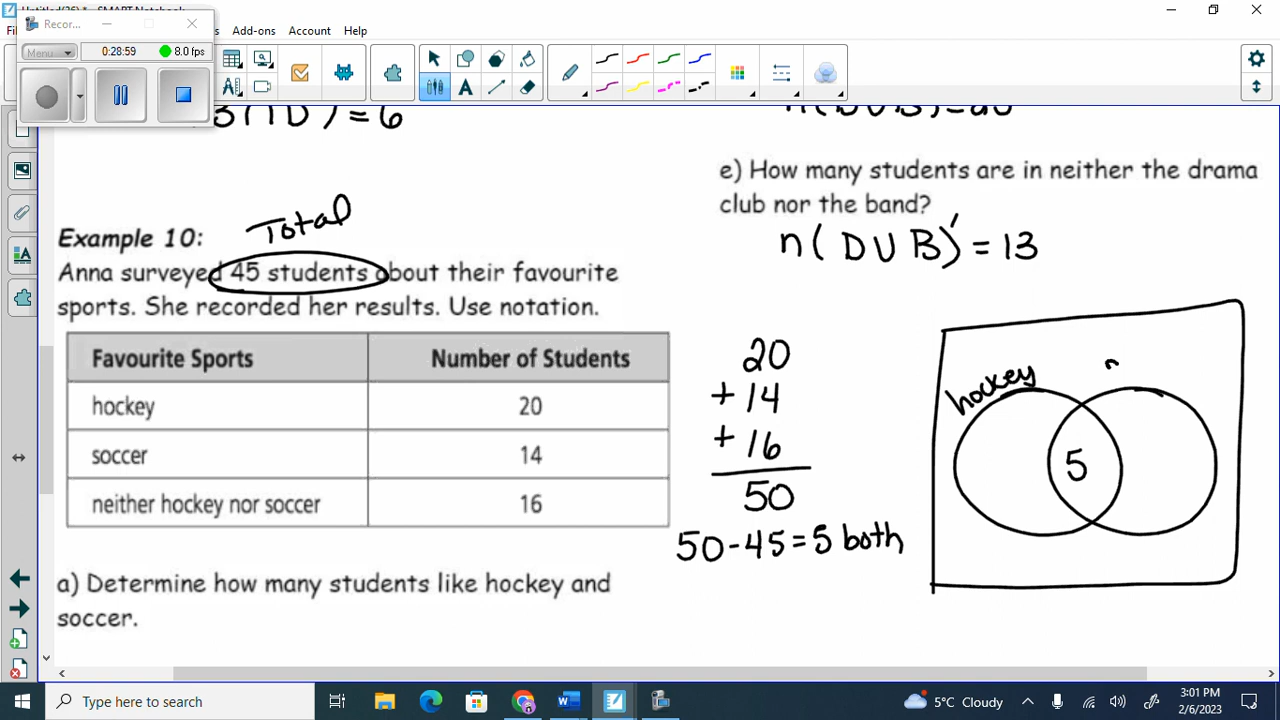 Recor...
Menu
0:28:59
8.0 fps
Add-ons Account Help
= 6
e) How many students are in neither the drama
club nor the band?
n( D U B)' = 13
Total
Example 10:
Anna surveyed 45 students about their favourite
sports. She recorded her results. Use notation.
Favourite Sports Number of Students
hockey 20
soccer 14
neither hockey nor soccer 16
20
+ 14
+ 16
50
50 - 45 = 5 both
hockey
5
a) Determine how many students like hockey and
soccer.
Type here to search
5°C Cloudy
3:01 PM
2/6/2023